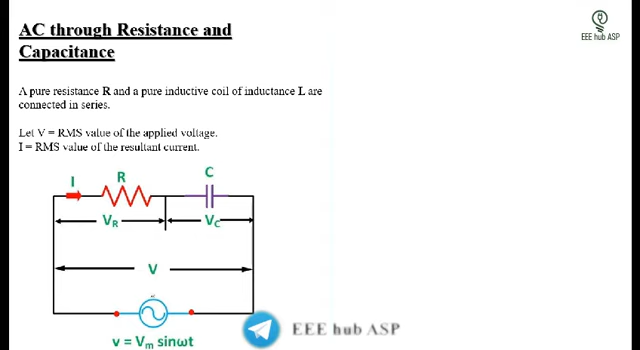 AC through Resistance and
Capacitance
EEE hub ASP
A pure resistance R and a pure inductive coil of inductance L are
connected in series.
Let V = RMS value of the applied voltage.
I = RMS value of the resultant current.
I R C
VR VC
V
v = Vm sinωt
EEE hub ASP